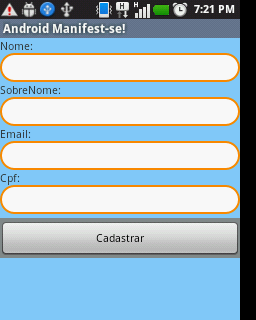 H H 7:21 PM
Android Manifest-se!
Nome:
SobreNome:
Email:
Cpf:
Cadastrar